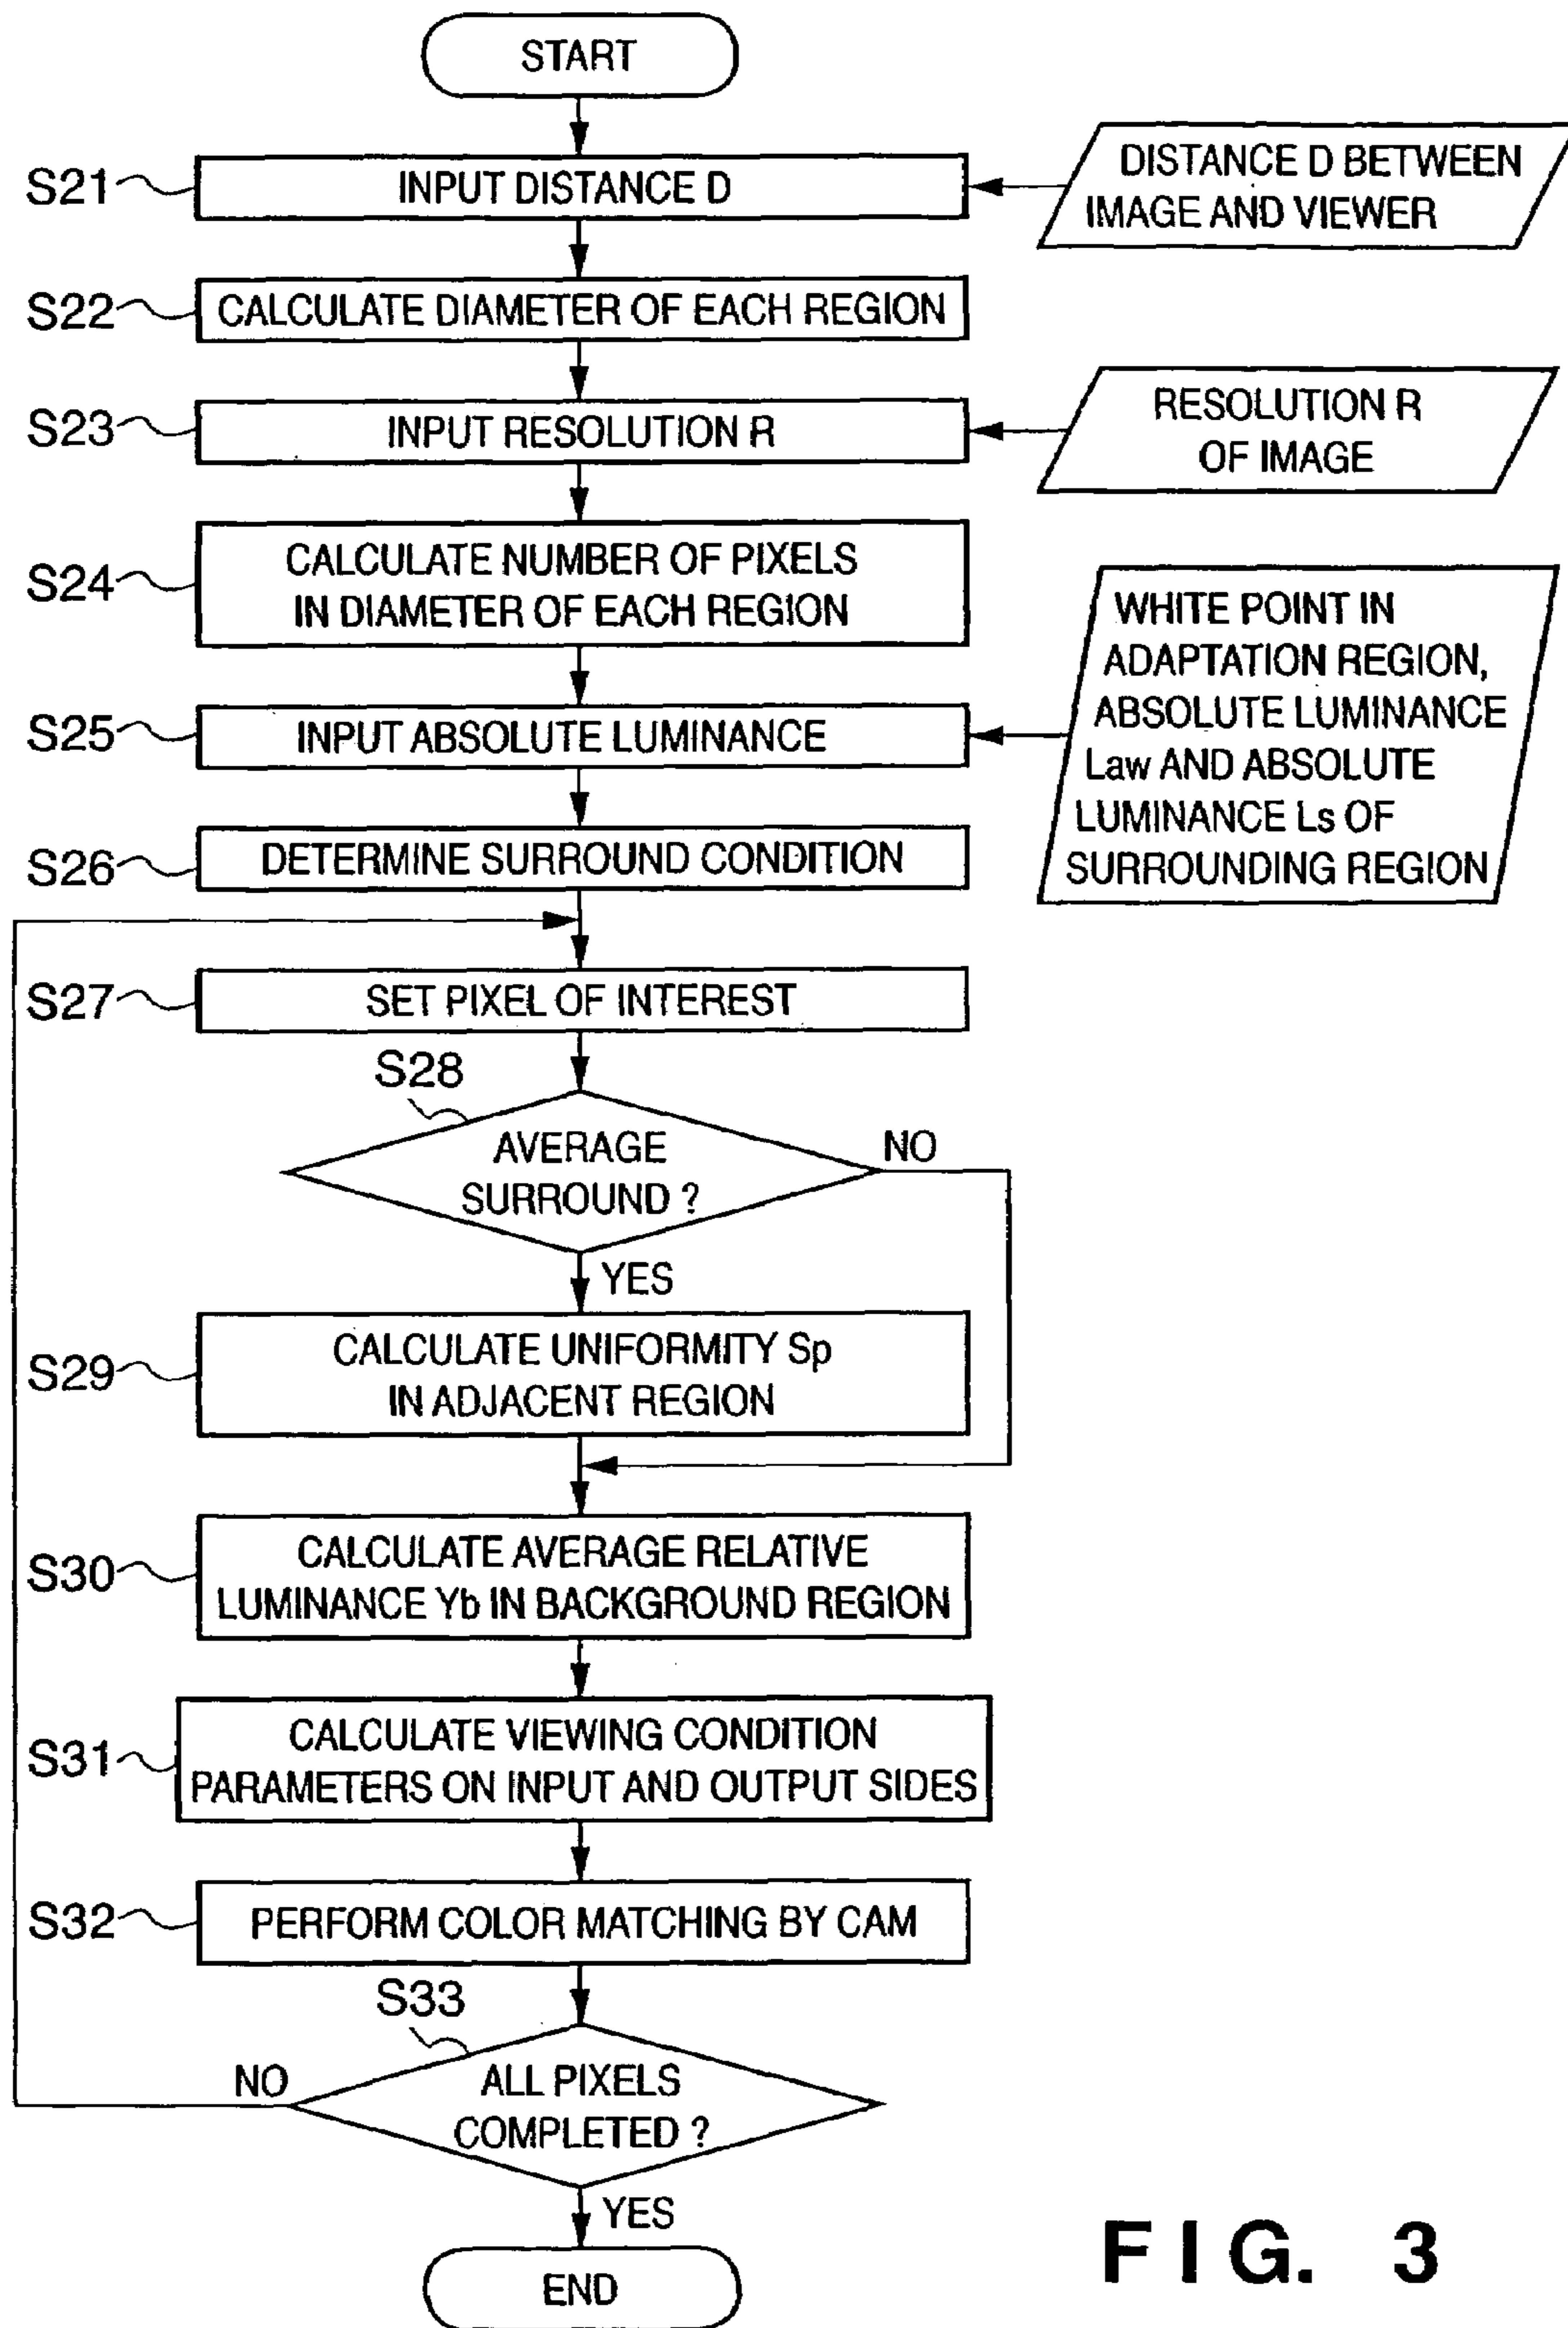 START
S21
INPUT DISTANCE D
DISTANCE D BETWEEN
IMAGE AND VIEWER
S22
CALCULATE DIAMETER OF EACH REGION
S23
INPUT RESOLUTION R
RESOLUTION R
OF IMAGE
S24
CALCULATE NUMBER OF PIXELS
IN DIAMETER OF EACH REGION
S25
INPUT ABSOLUTE LUMINANCE
WHITE POINT IN
ADAPTATION REGION,
ABSOLUTE LUMINANCE
Law AND ABSOLUTE
LUMINANCE Ls OF
SURROUNDING REGION
S26
DETERMINE SURROUND CONDITION
S27
SET PIXEL OF INTEREST
S28
AVERAGE
SURROUND ?
NO
YES
S29
CALCULATE UNIFORMITY Sp
IN ADJACENT REGION
S30
CALCULATE AVERAGE RELATIVE
LUMINANCE Yb IN BACKGROUND REGION
S31
CALCULATE VIEWING CONDITION
PARAMETERS ON INPUT AND OUTPUT SIDES
S32
PERFORM COLOR MATCHING BY CAM
S33
ALL PIXELS
COMPLETED ?
NO
YES
END
FIG. 3